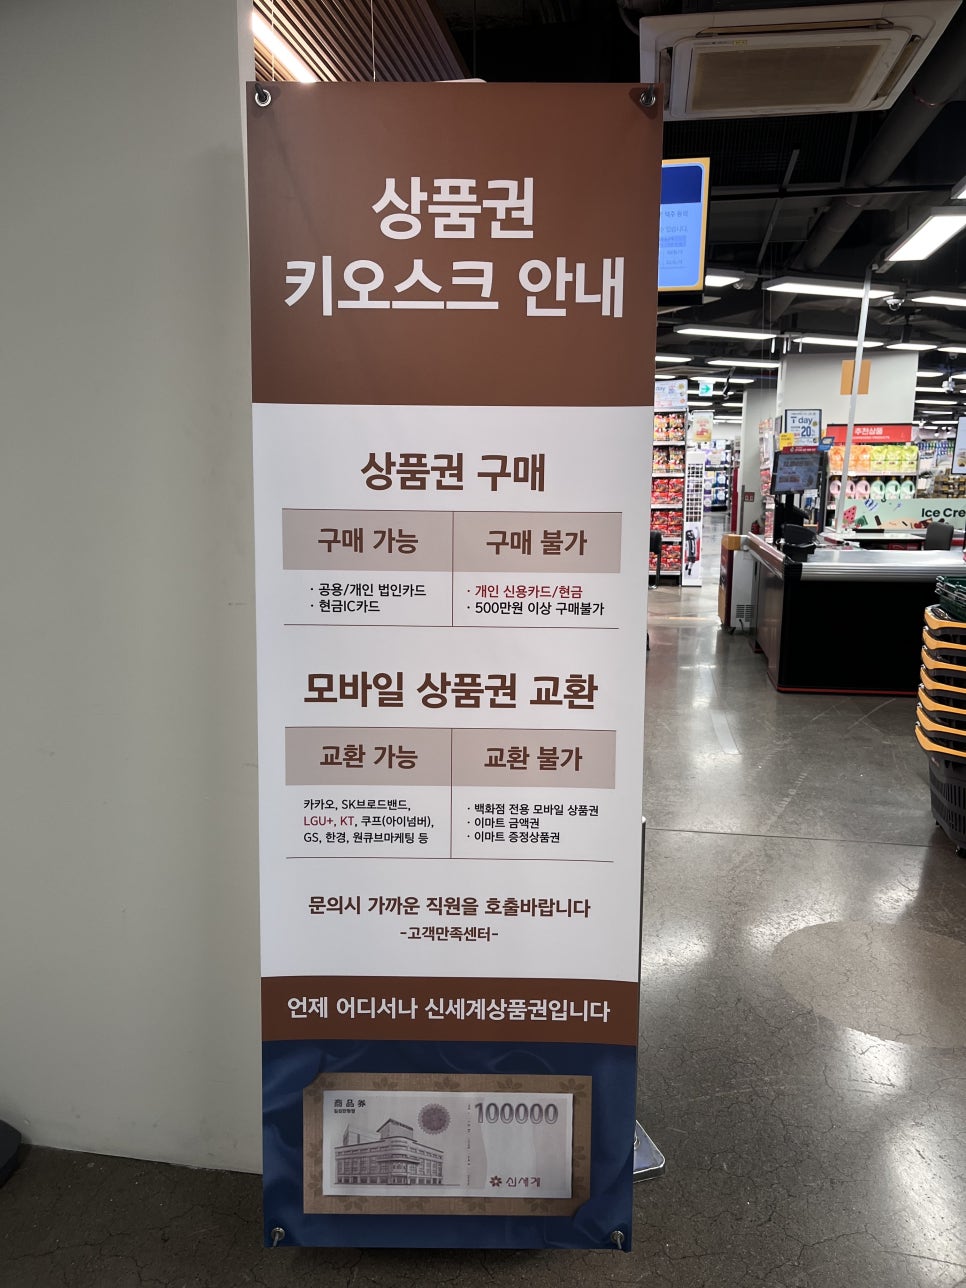 상품권
키오스크 안내
상품권 구매
구매 가능
구매 불가
· 공용/개인 법인카드
· 현금IC카드
· 개인 신용카드/현금
· 500만원 이상 구매불가
모바일 상품권 교환
교환 가능
교환 불가
카카오, SK브로드밴드,
LGU+, KT, 쿠프(아이넘버),
GS, 한경, 원큐브마케팅 등
· 백화점 전용 모바일 상품권
· 이마트 금액권
· 이마트 증정상품권
문의시 가까운 직원을 호출바랍니다
-고객만족센터-
언제 어디서나 신세계상품권입니다
商品券
100000
신세계
추천상품
day
20
Ice Cre